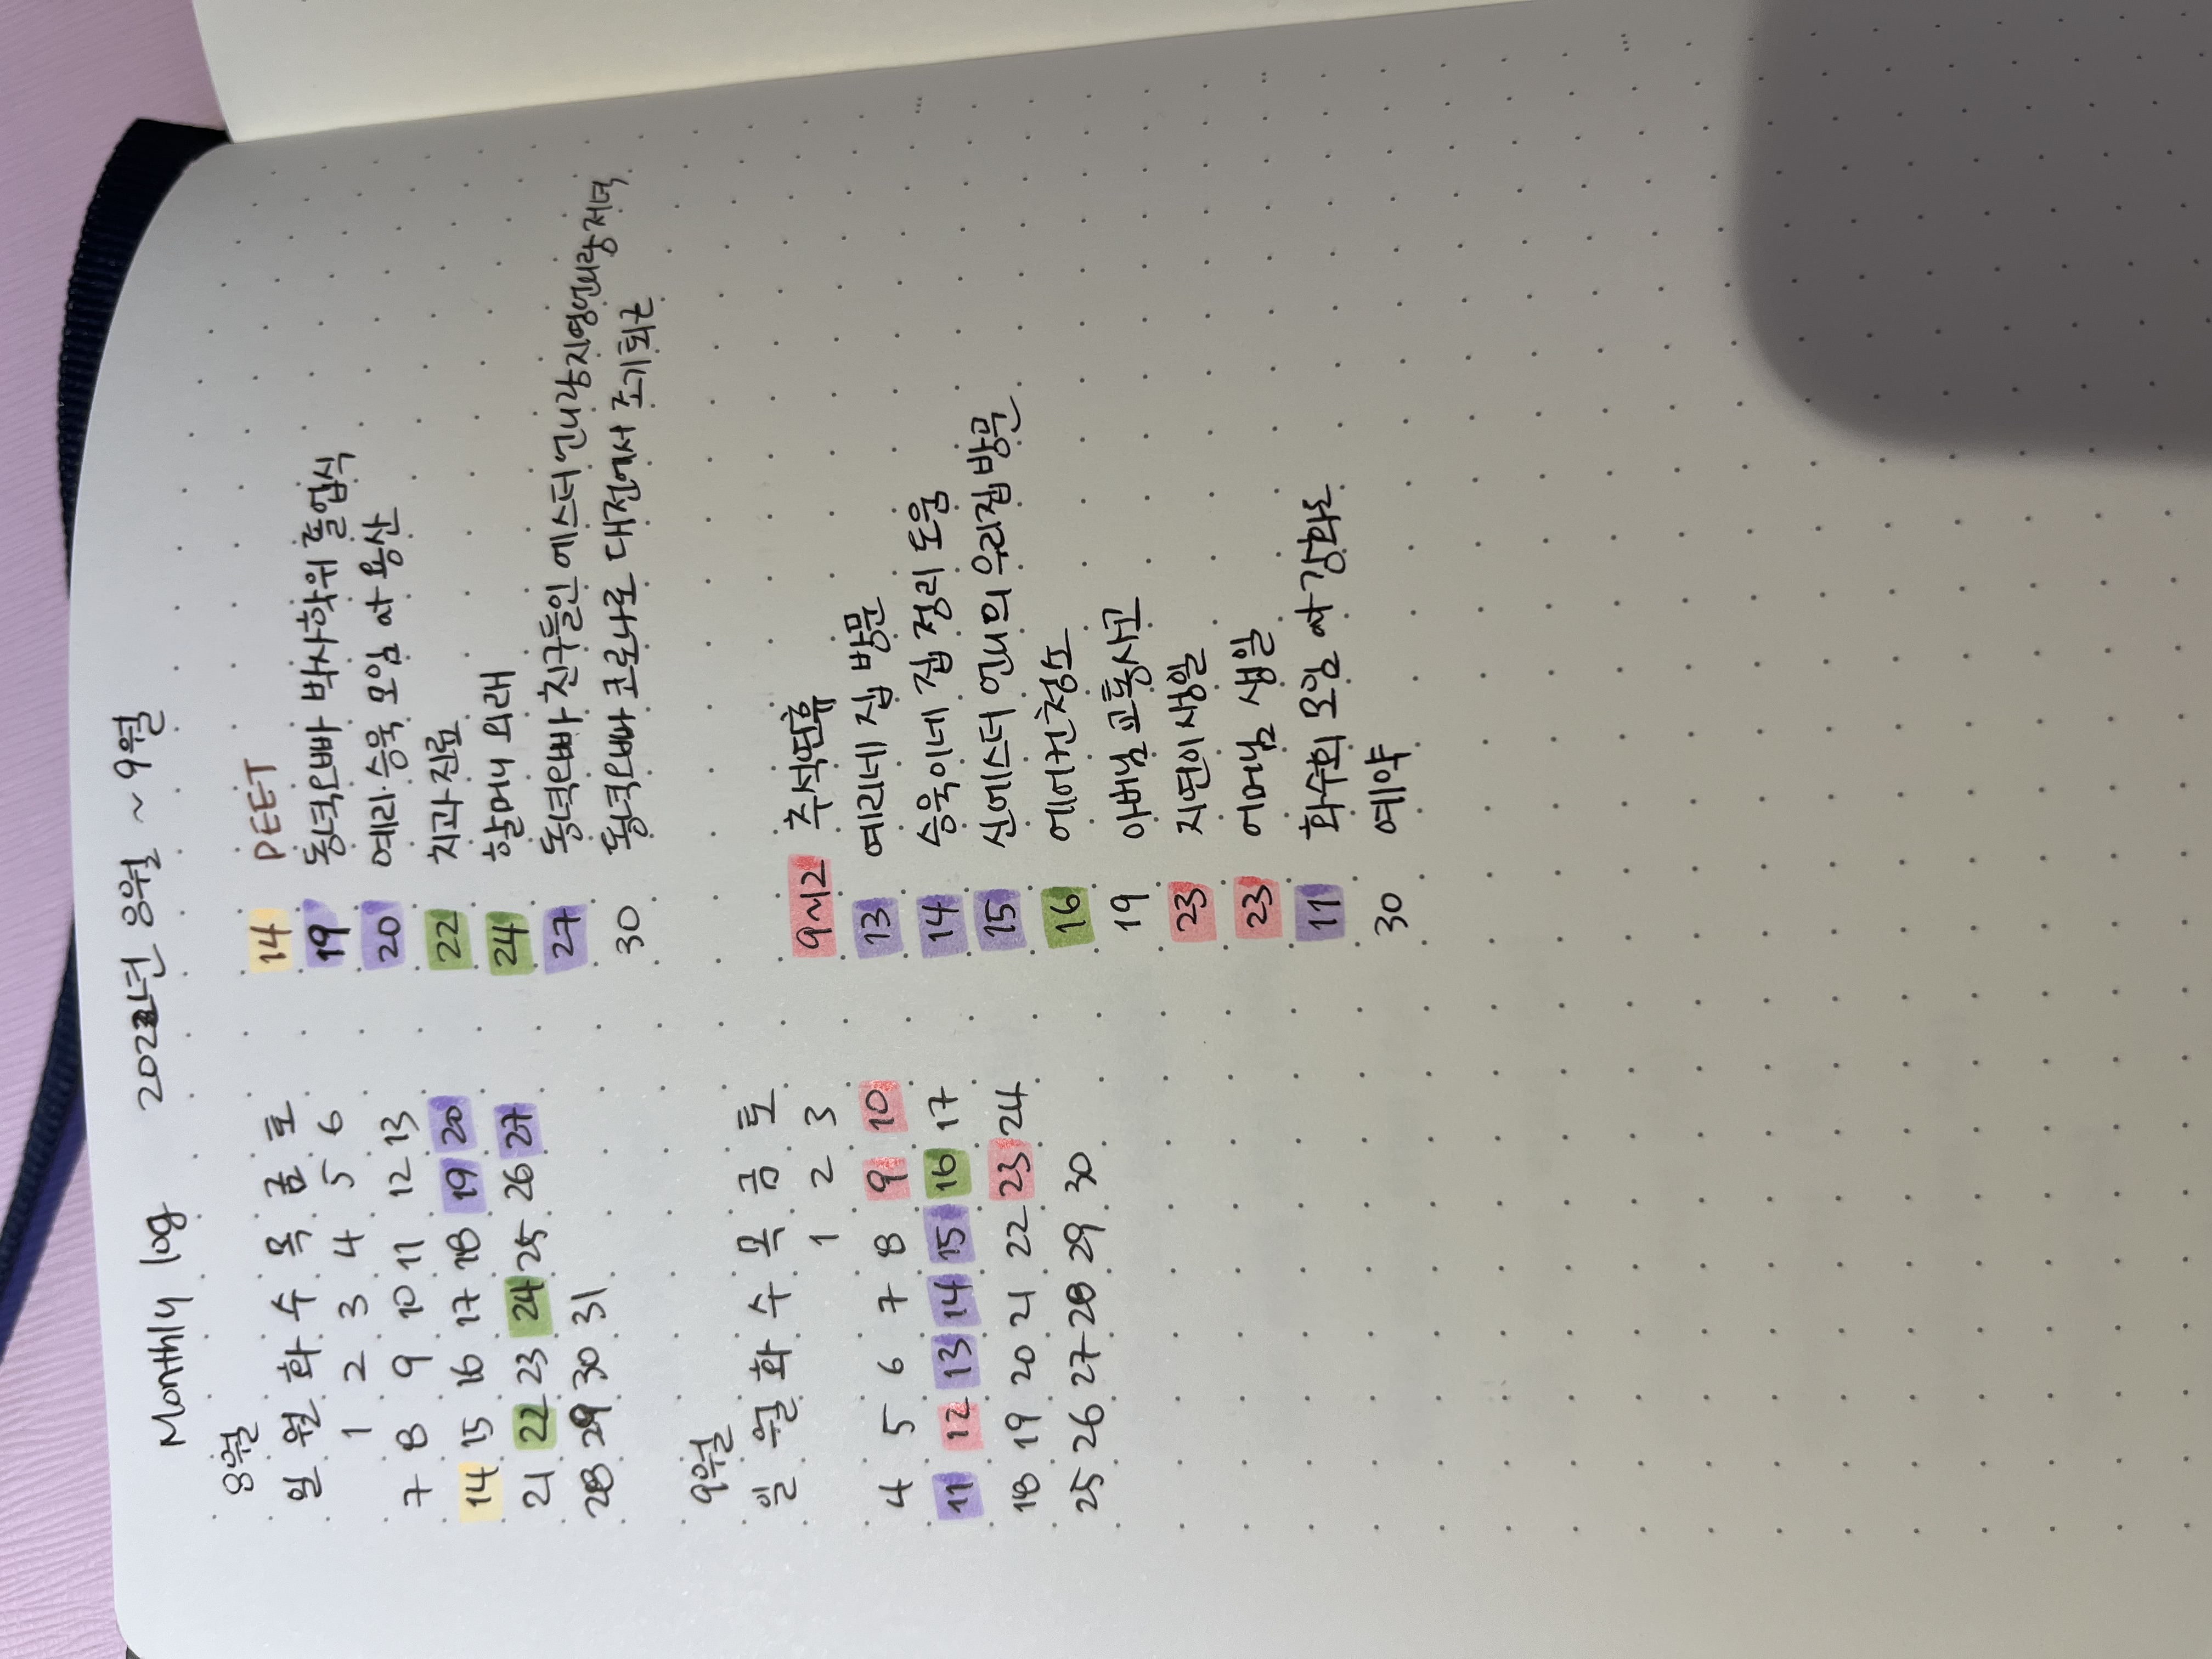 Monthly log 2022년 8월 ~ 9월
8월
일 월 화 수 목 금 토
1 2 3 4 5 6
7 8 9 10 11 12 13
14 15 16 17 18 19 20
21 22 23 24 25 26 27
28 29 30 31
14 PEET
19 동녁오빠 박사학위 졸업식
20 예리·승욱 모임 at 용산
22 치과진료
24 할머니 외래
27 동녁오빠 친구들인 에스더언니랑지영언니랑저녁
30 동녁오빠 코로나로 대전에서 조기퇴근
9월
일 월 화 수 목 금 토
1 2 3
4 5 6 7 8 9 10
11 12 13 14 15 16 17
18 19 20 21 22 23 24
25 26 27 28 29 30
9~12 추석연휴
13 예리네 집 방문
14 승욱이네 집 정리 도움
15 신에스더 언니의 우리집 방문
16 에어컨청소
19 아버님 교통사고
23 지연이생일
23 어머님 생일
11 화수회 모임 at 강화도
30 예약